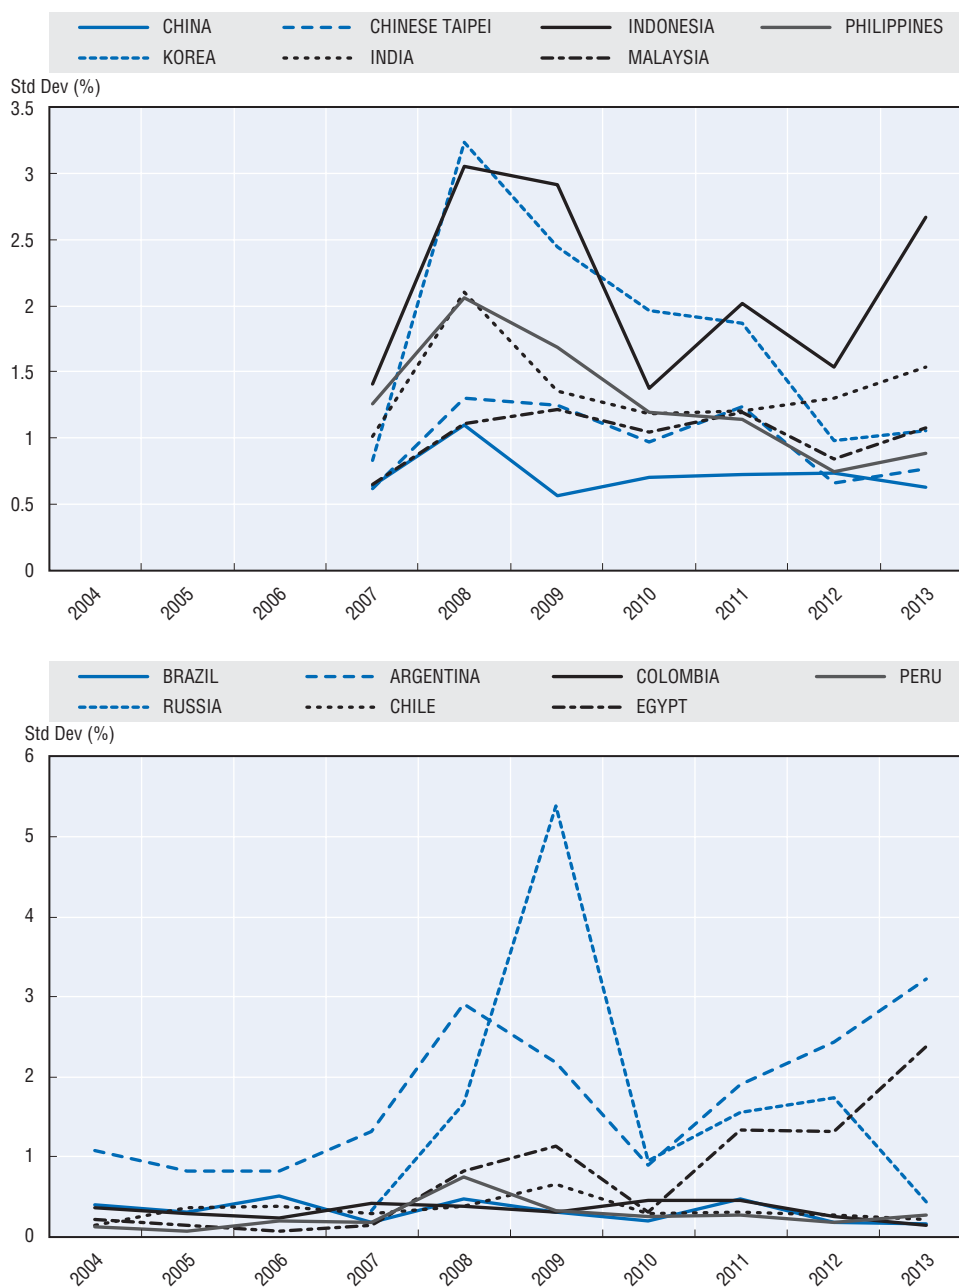 CHINA CHINESE TAIPEI INDONESIA PHILIPPINES
KOREA INDIA MALAYSIA
Std Dev (%)
3.5
3
2.5
2
1.5
1
0.5
0
2004 2005 2006 2007 2008 2009 2010 2011 2012 2013
BRAZIL ARGENTINA COLOMBIA PERU
RUSSIA CHILE EGYPT
Std Dev (%)
6
5
4
3
2
1
0
2004 2005 2006 2007 2008 2009 2010 2011 2012 2013